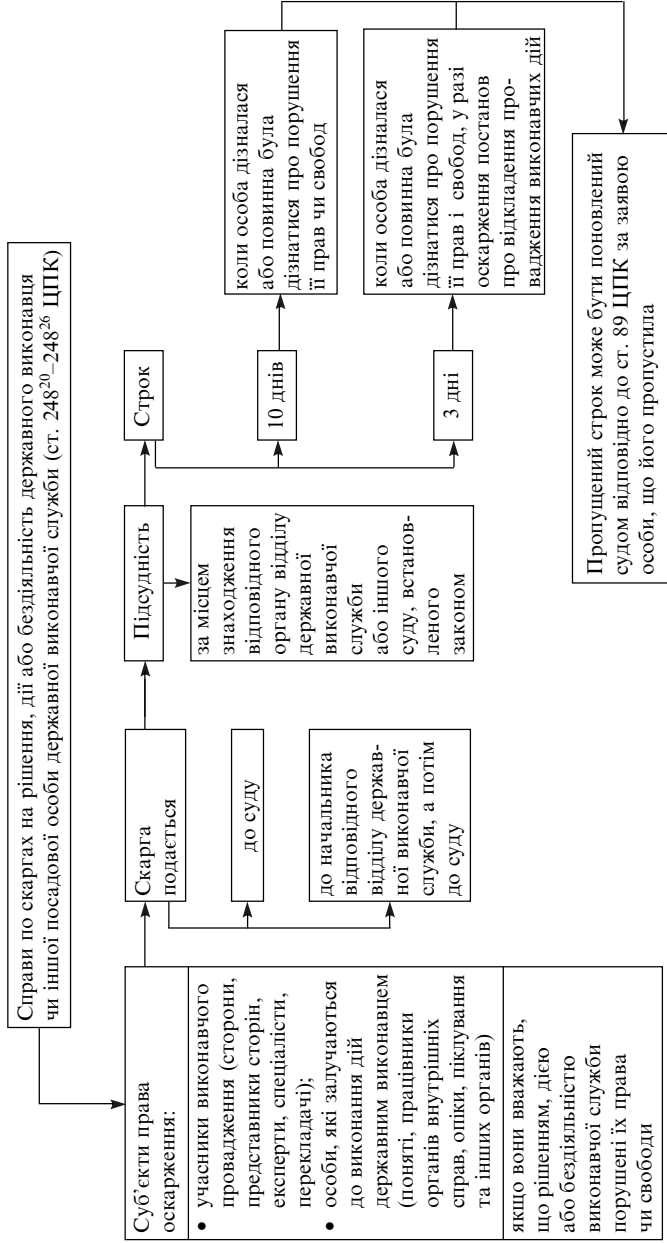 Справи по скаргах на рішення, дії або бездіяльність державного виконавця
чи іншої посадової особи державної виконавчої служби (ст. 248²⁰–248²⁶ ЦПК)
Суб’єкти права
оскарження:
• учасники виконавчого
провадження (сторони,
представники сторін,
експерти, спеціалісти,
перекладачі);
• особи, які залучаються
до виконання дій
державним виконавцем
(поняті, працівники
органів внутрішніх
справ, опіки, піклування
та інших органів)
якщо вони вважають,
що рішенням, дією
або бездіяльністю
виконавчої служби
порушені їх права
чи свободи
Скарга
подається
до суду
до начальника
відповідного
відділу держав-
ної виконавчої
служби, а потім
до суду
Підсудність
за місцем
знаходження
відповідного
органу відділу
державної
виконавчої
служби
або іншого
суду, встанов-
леного
законом
Строк
10 днів
коли особа дізналася
або повинна була
дізнатися про порушення
її прав чи свобод
3 дні
коли особа дізналася
або повинна була
дізнатися про порушення
її прав і свобод, у разі
оскарження постанов
про відкладення про-
вадження виконавчих дій
Пропущений строк може бути поновлений
судом відповідно до ст. 89 ЦПК за заявою
особи, що його пропустила